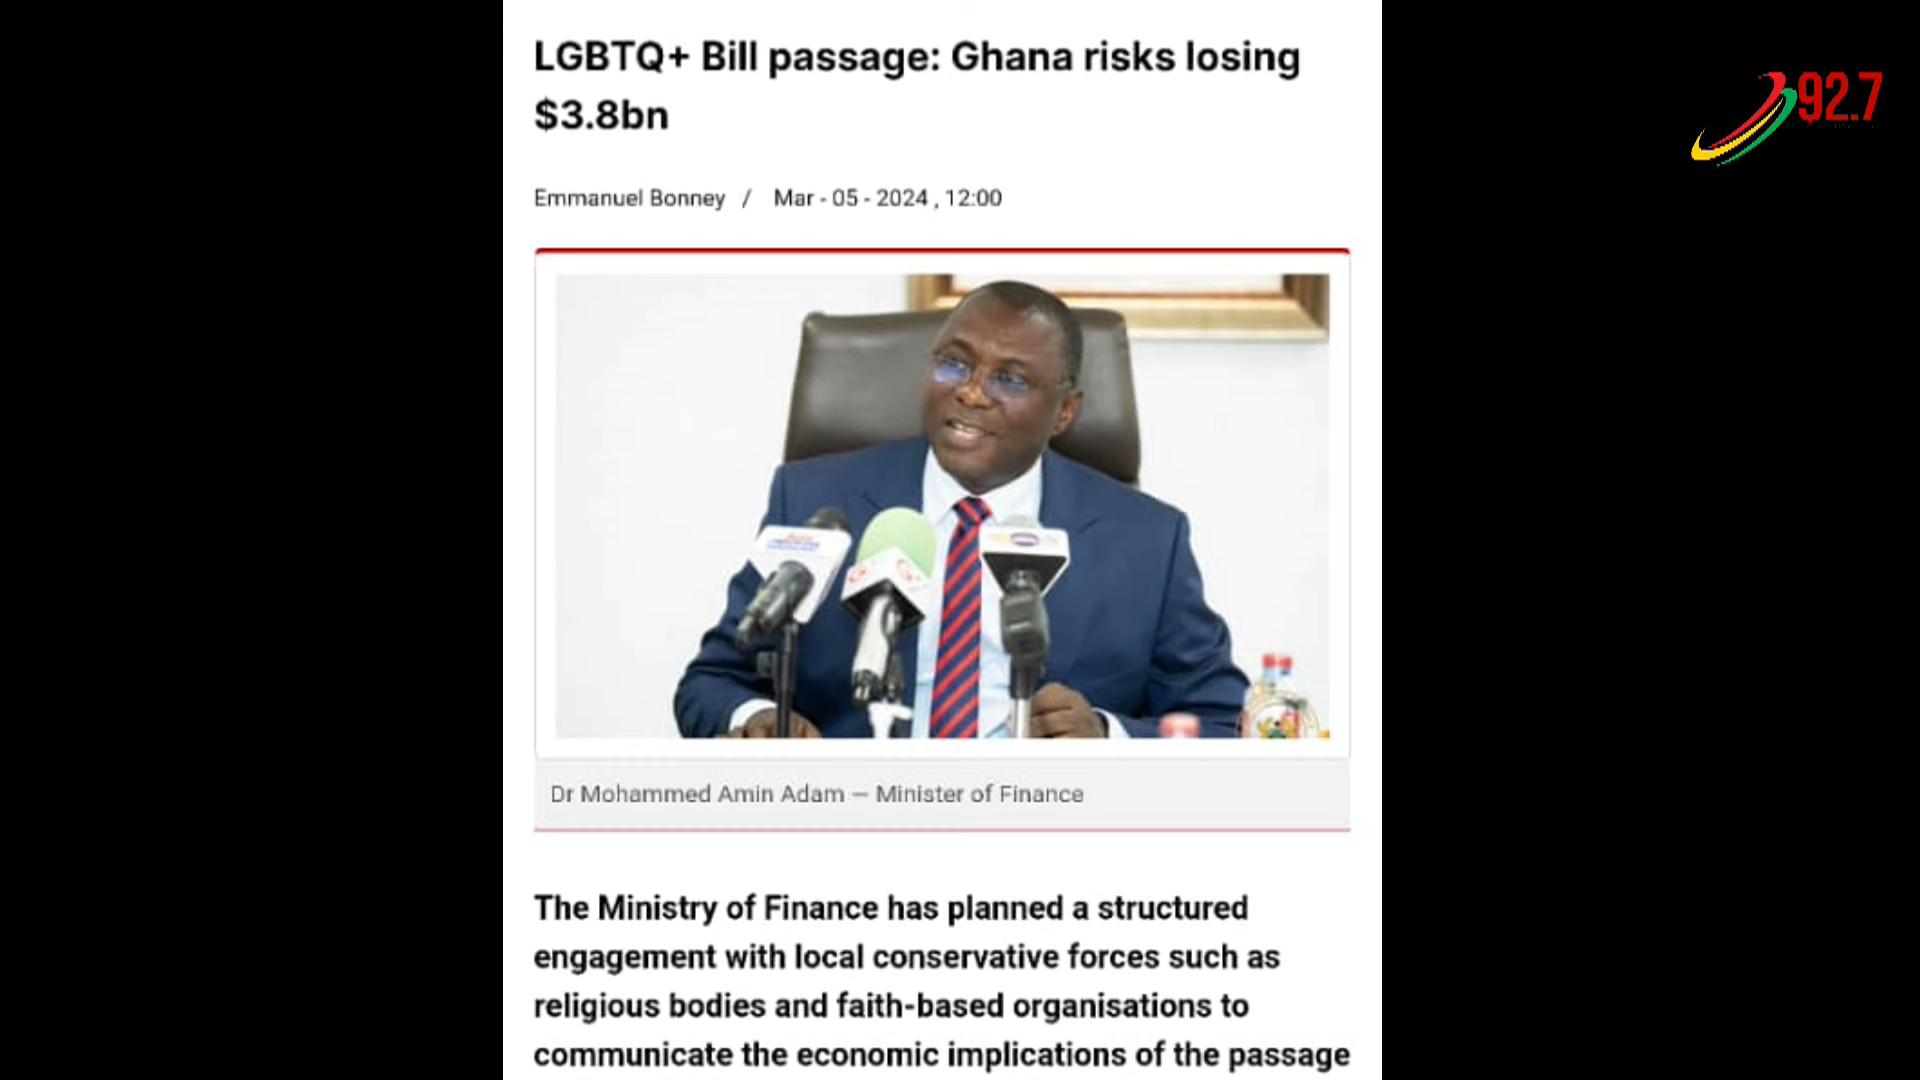 LGBTQ+ Bill passage: Ghana risks losing
$3.8bn
92.7
Emmanuel Bonney / Mar - 05 - 2024 , 12:00
Dr Mohammed Amin Adam – Minister of Finance
The Ministry of Finance has planned a structured
engagement with local conservative forces such as
religious bodies and faith-based organisations to
communicate the economic implications of the passage